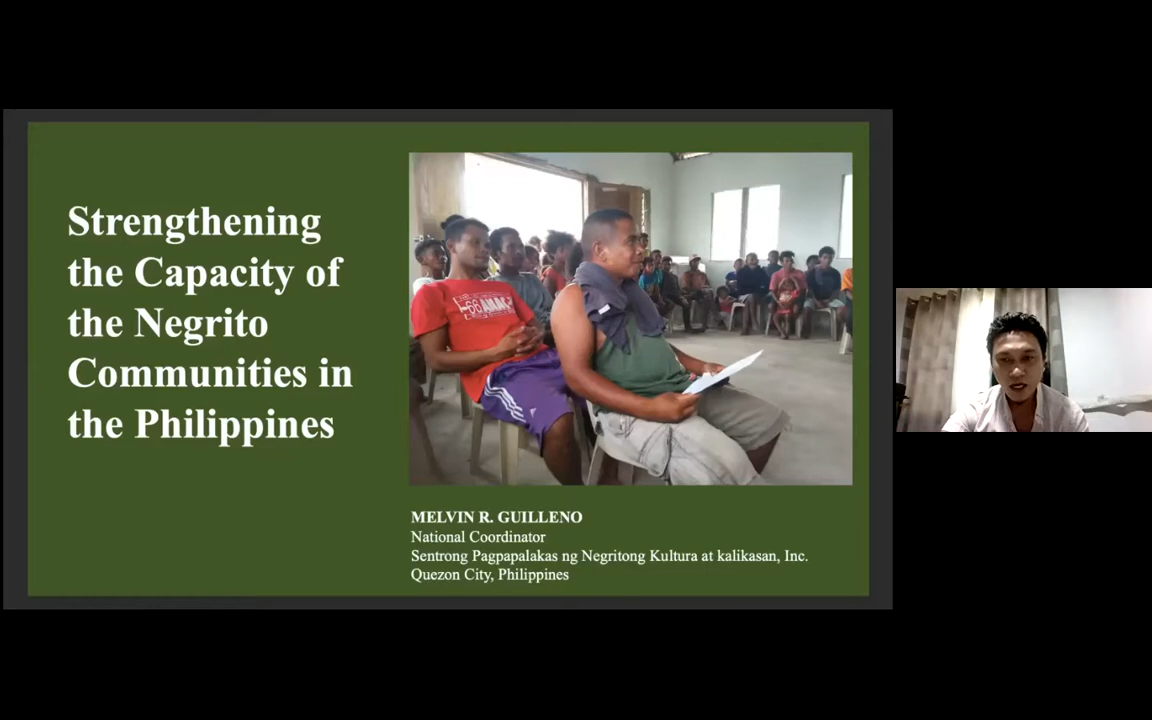 Strengthening
the Capacity of
the Negrito
Communities in
the Philippines
MELVIN R. GUILLENO
National Coordinator
Sentrong Pagpapalakas ng Negritong Kultura at kalikasan, Inc.
Quezon City, Philippines